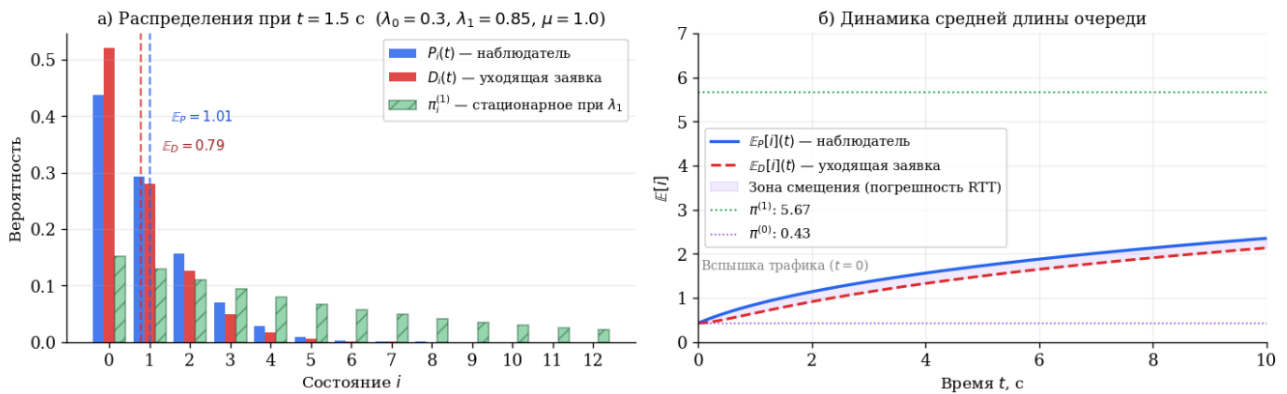 а) Распределения при t = 1.5 с (λ₀ = 0.3, λ₁ = 0.85, μ = 1.0)
Вероятность
0.5
0.4
0.3
0.2
0.1
0.0
P_i(t) — наблюдатель
D_i(t) — уходящая заявка
π_i^(1) — стационарное при λ₁
𝔼_P = 1.01
𝔼_D = 0.79
0 1 2 3 4 5 6 7 8 9 10 11 12
Состояние i
б) Динамика средней длины очереди
𝔼[i]
7
6
5
4
3
2
1
0
𝔼_P[i](t) — наблюдатель
𝔼_D[i](t) — уходящая заявка
Зона смещения (погрешность RTT)
π^(1): 5.67
π^(0): 0.43
Вспышка трафика (t = 0)
0 2 4 6 8 10
Время t, с